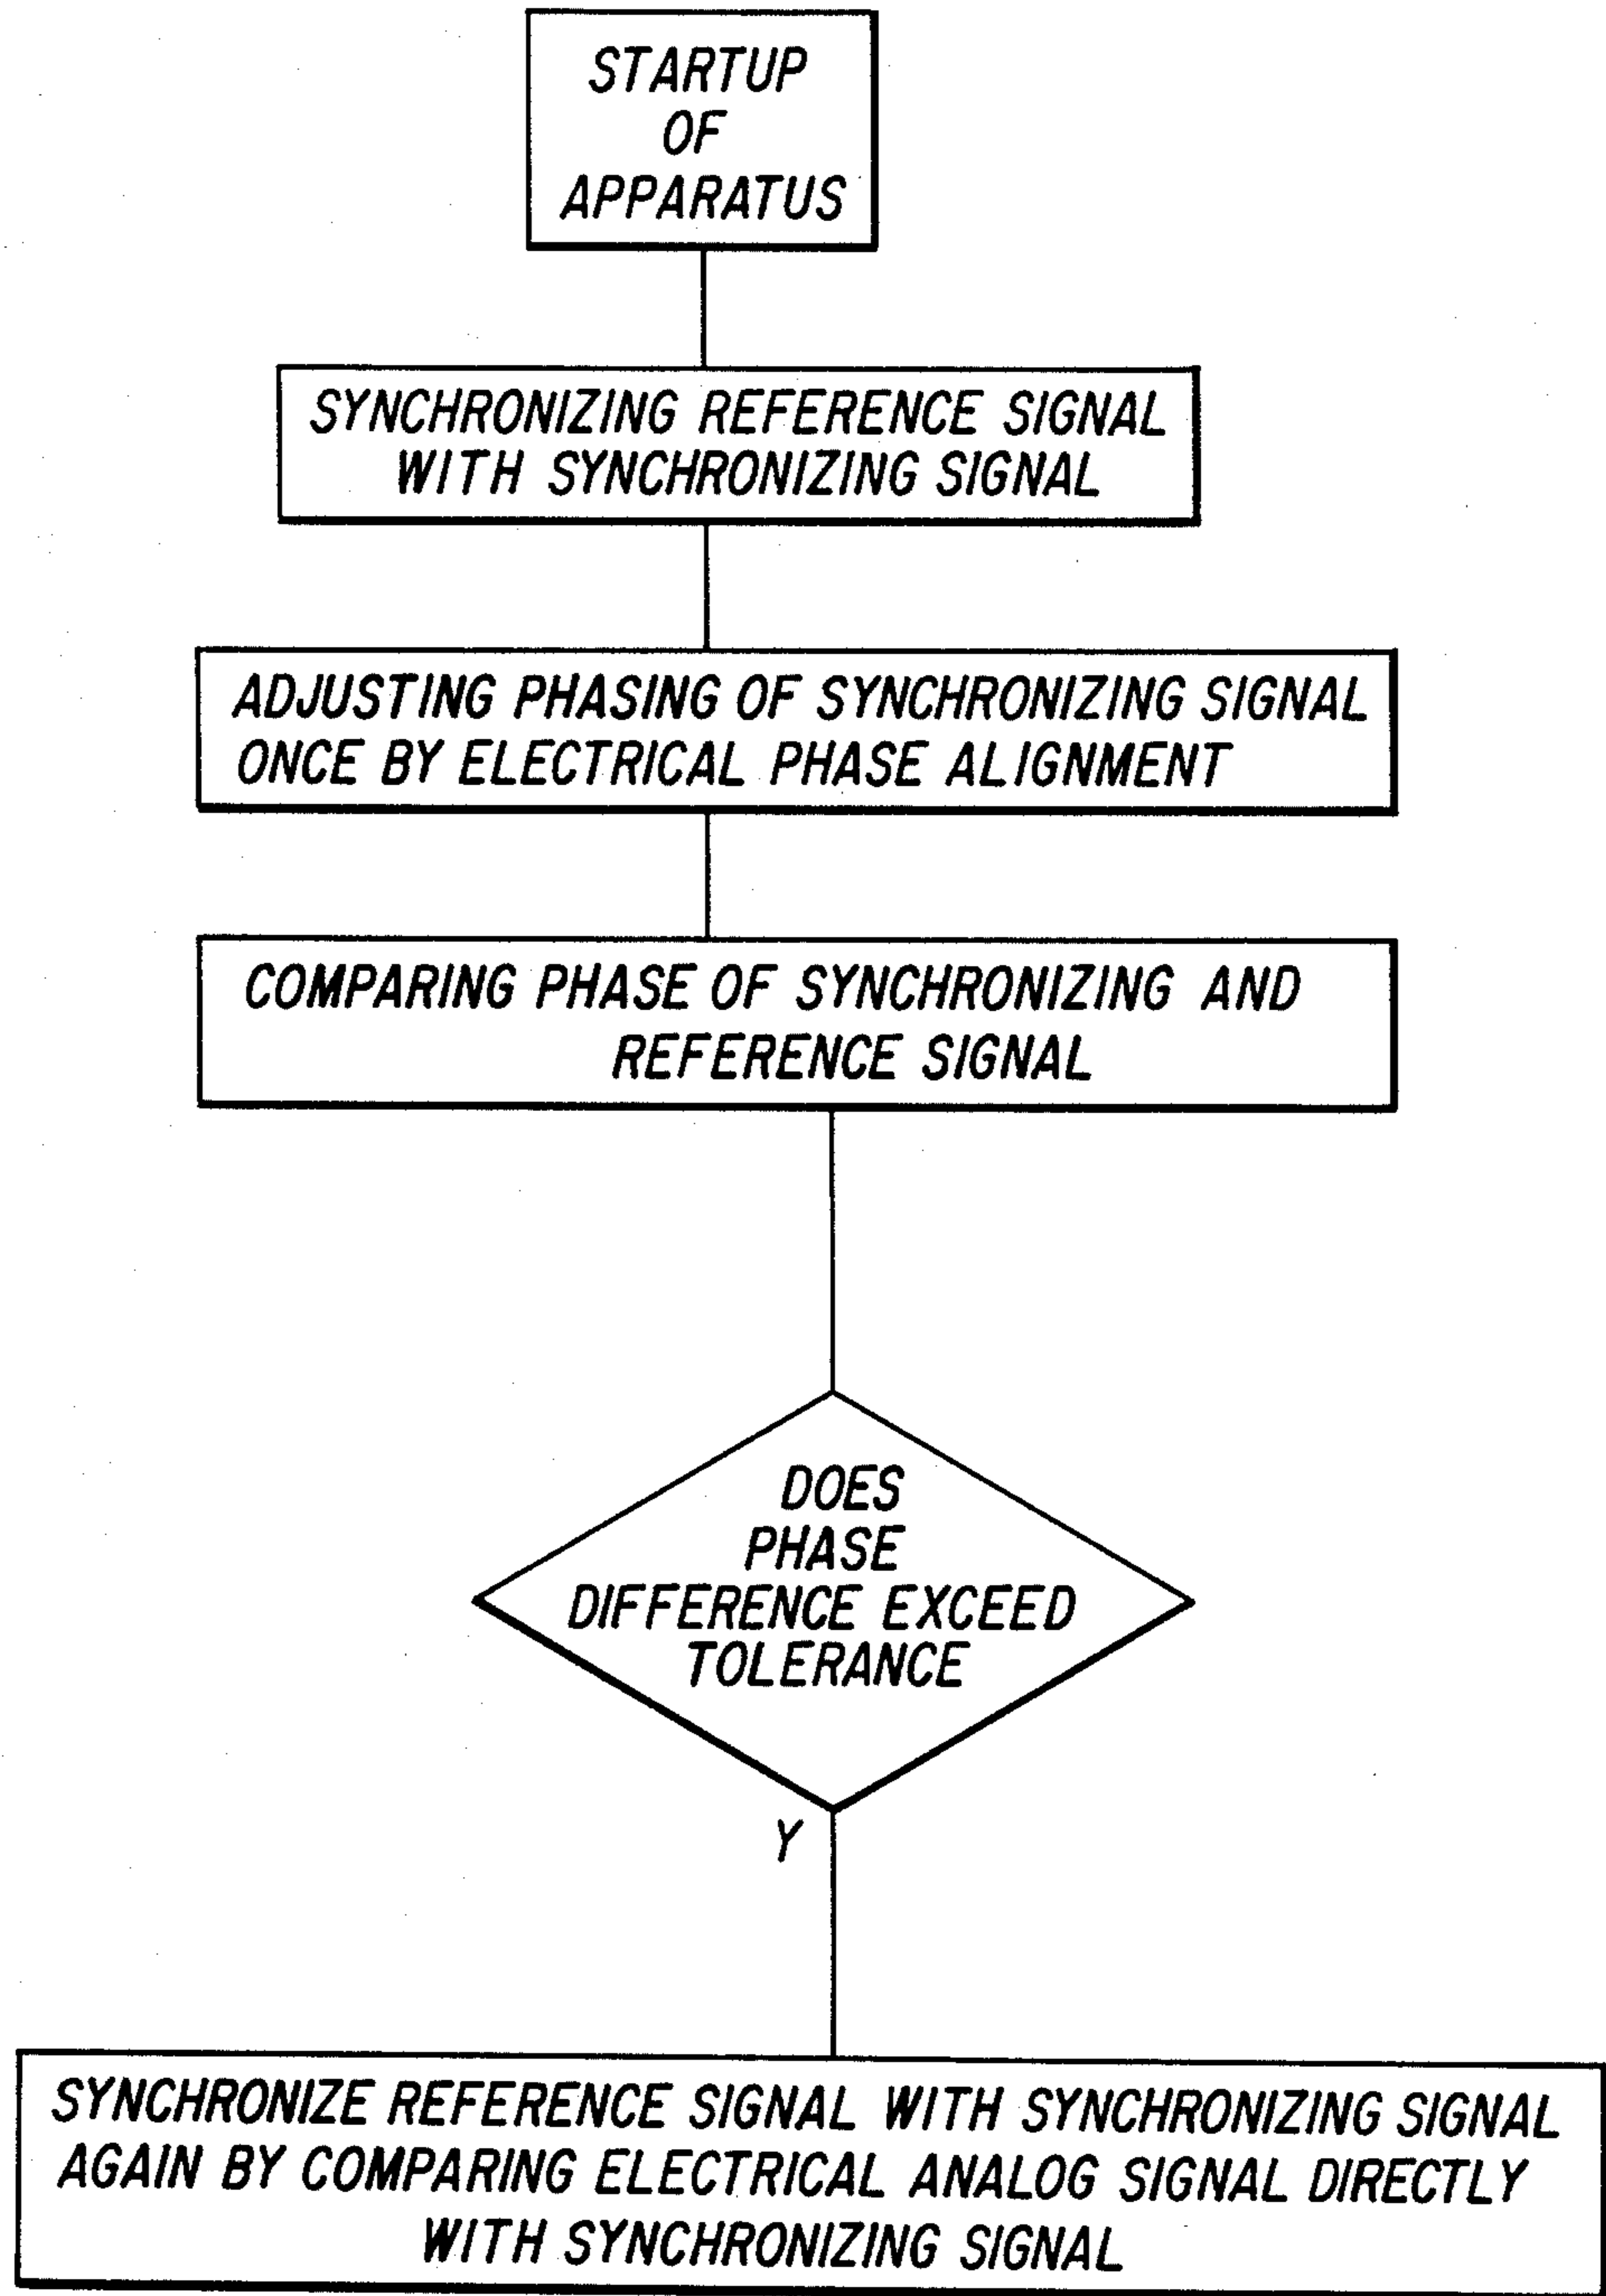 STARTUP
OF
APPARATUS
SYNCHRONIZING REFERENCE SIGNAL
WITH SYNCHRONIZING SIGNAL
ADJUSTING PHASING OF SYNCHRONIZING SIGNAL
ONCE BY ELECTRICAL PHASE ALIGNMENT
COMPARING PHASE OF SYNCHRONIZING AND
REFERENCE SIGNAL
DOES
PHASE
DIFFERENCE EXCEED
TOLERANCE
Y
SYNCHRONIZE REFERENCE SIGNAL WITH SYNCHRONIZING SIGNAL
AGAIN BY COMPARING ELECTRICAL ANALOG SIGNAL DIRECTLY
WITH SYNCHRONIZING SIGNAL